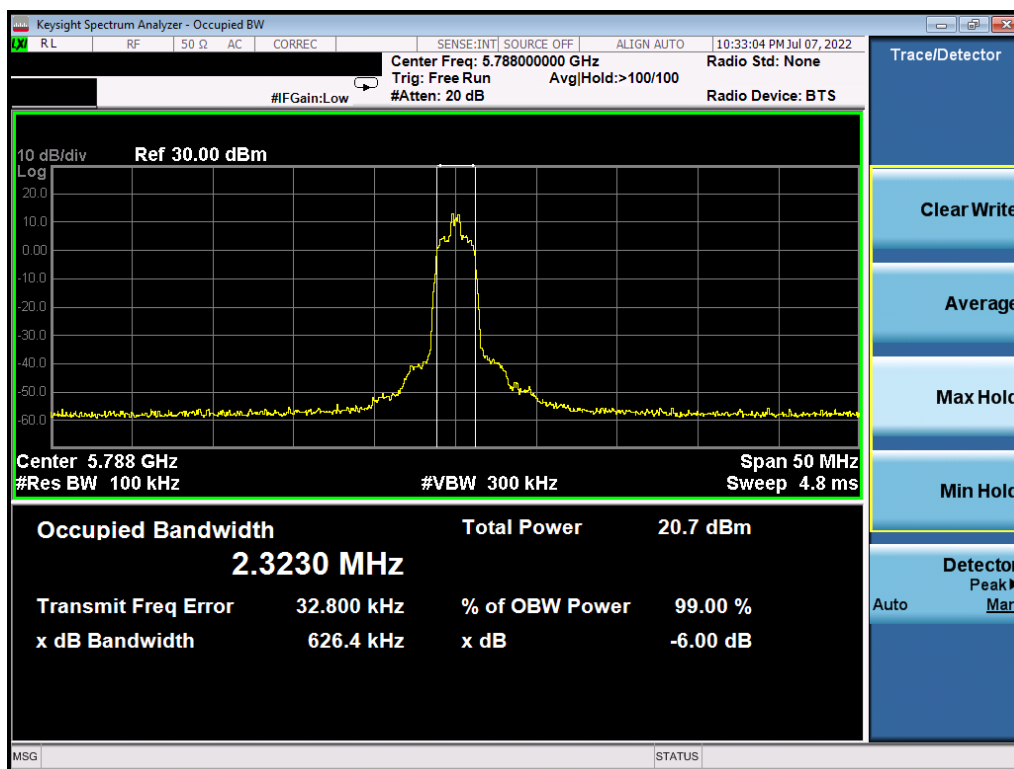 Keysight Spectrum Analyzer - Occupied BW
LXI RL RF 50 Ω AC CORREC SENSE:INT SOURCE OFF ALIGN AUTO 10:33:04 PM Jul 07, 2022
Center Freq: 5.788000000 GHz Radio Std: None
Trig: Free Run Avg|Hold:>100/100
#IFGain:Low #Atten: 20 dB Radio Device: BTS
Trace/Detector
10 dB/div Ref 30.00 dBm
Log
20.0
10.0
0.00
-10.0
-20.0
-30.0
-40.0
-50.0
-60.0
Center 5.788 GHz Span 50 MHz
#Res BW 100 kHz #VBW 300 kHz Sweep 4.8 ms
Occupied Bandwidth Total Power 20.7 dBm
2.3230 MHz
Transmit Freq Error 32.800 kHz % of OBW Power 99.00 %
x dB Bandwidth 626.4 kHz x dB -6.00 dB
Clear Write
Average
Max Hold
Min Hold
Detector
Peak▶
Auto Man
MSG STATUS